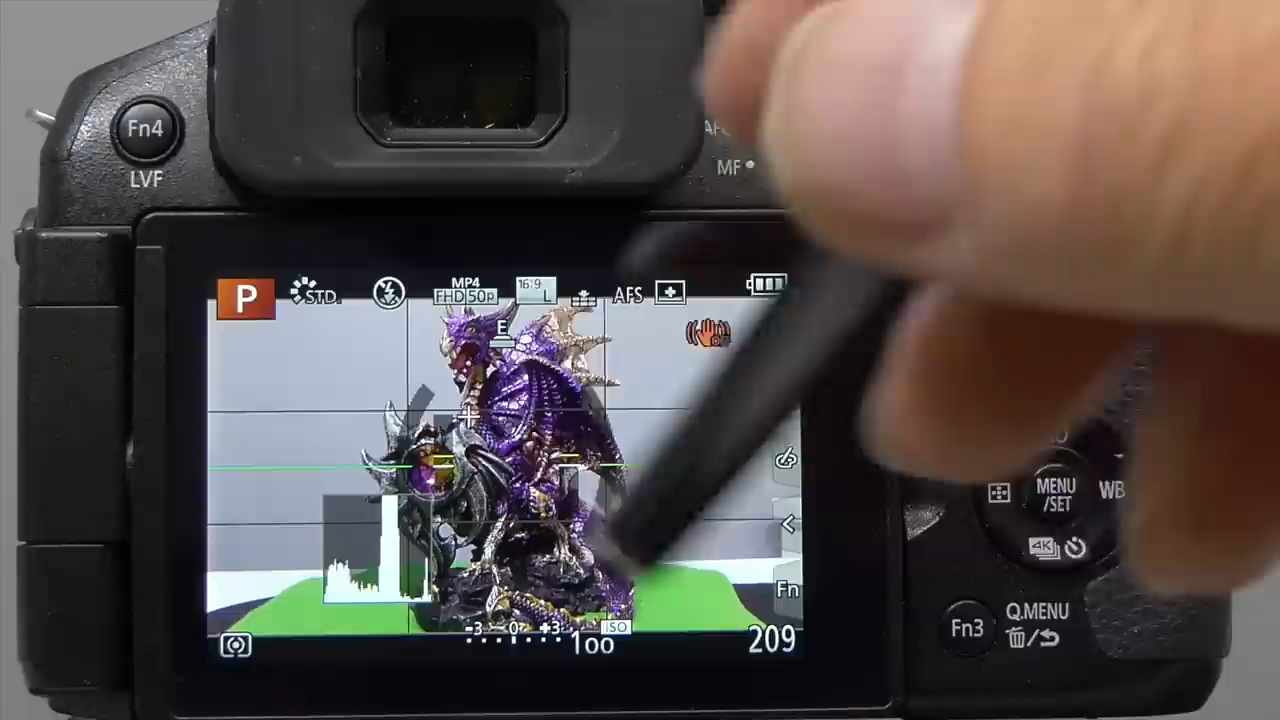 Fn4
LVF
MF
P
STD.
MP4
FHD 50p
16:9
L
AFS
E
MENU
/SET
WB
4K
Fn
Fn3
Q.MENU
-3 0 +3
ISO
100
209